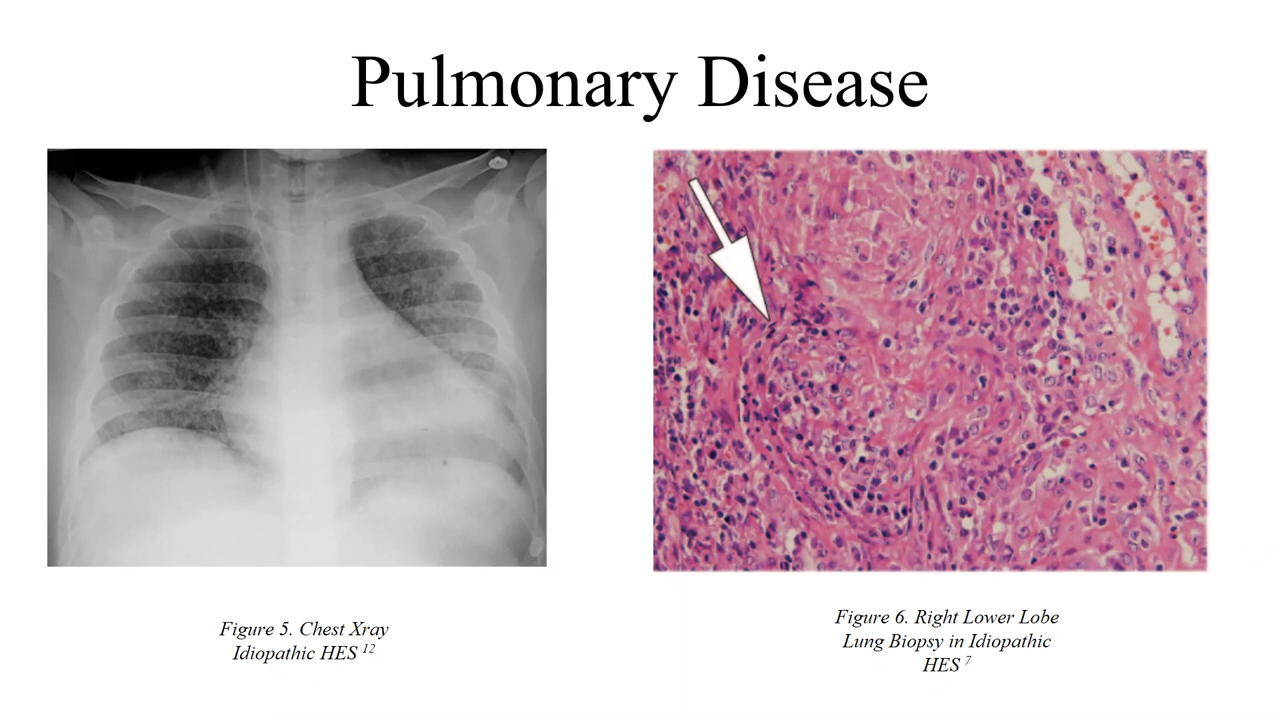 Pulmonary Disease
Figure 5. Chest Xray
Idiopathic HES 12
Figure 6. Right Lower Lobe
Lung Biopsy in Idiopathic
HES 7